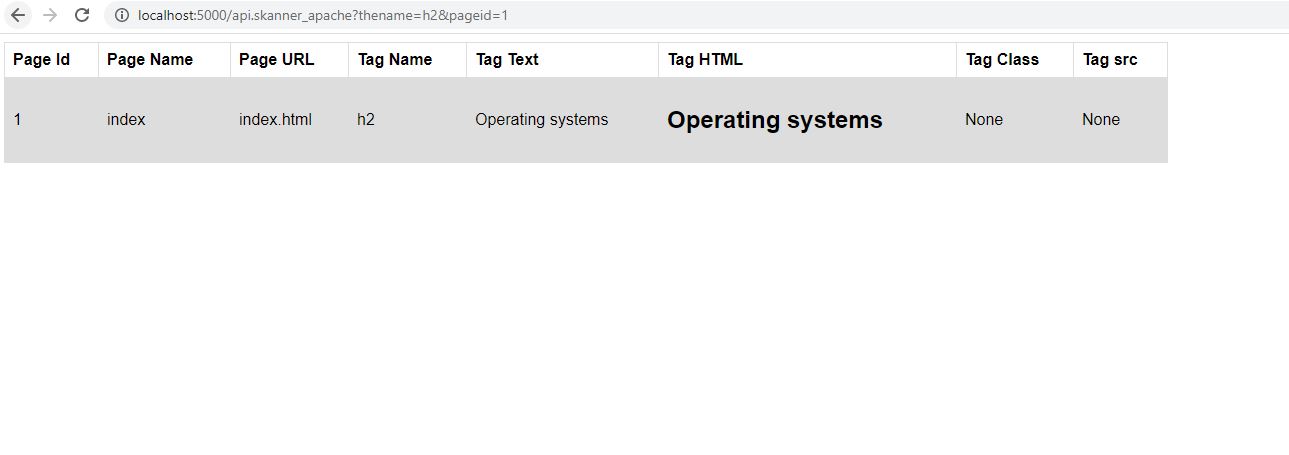 localhost:5000/api.skanner_apache?thename=h2&pageid=1
Page Id Page Name Page URL Tag Name Tag Text Tag HTML Tag Class Tag src
1 index index.html h2 Operating systems Operating systems None None